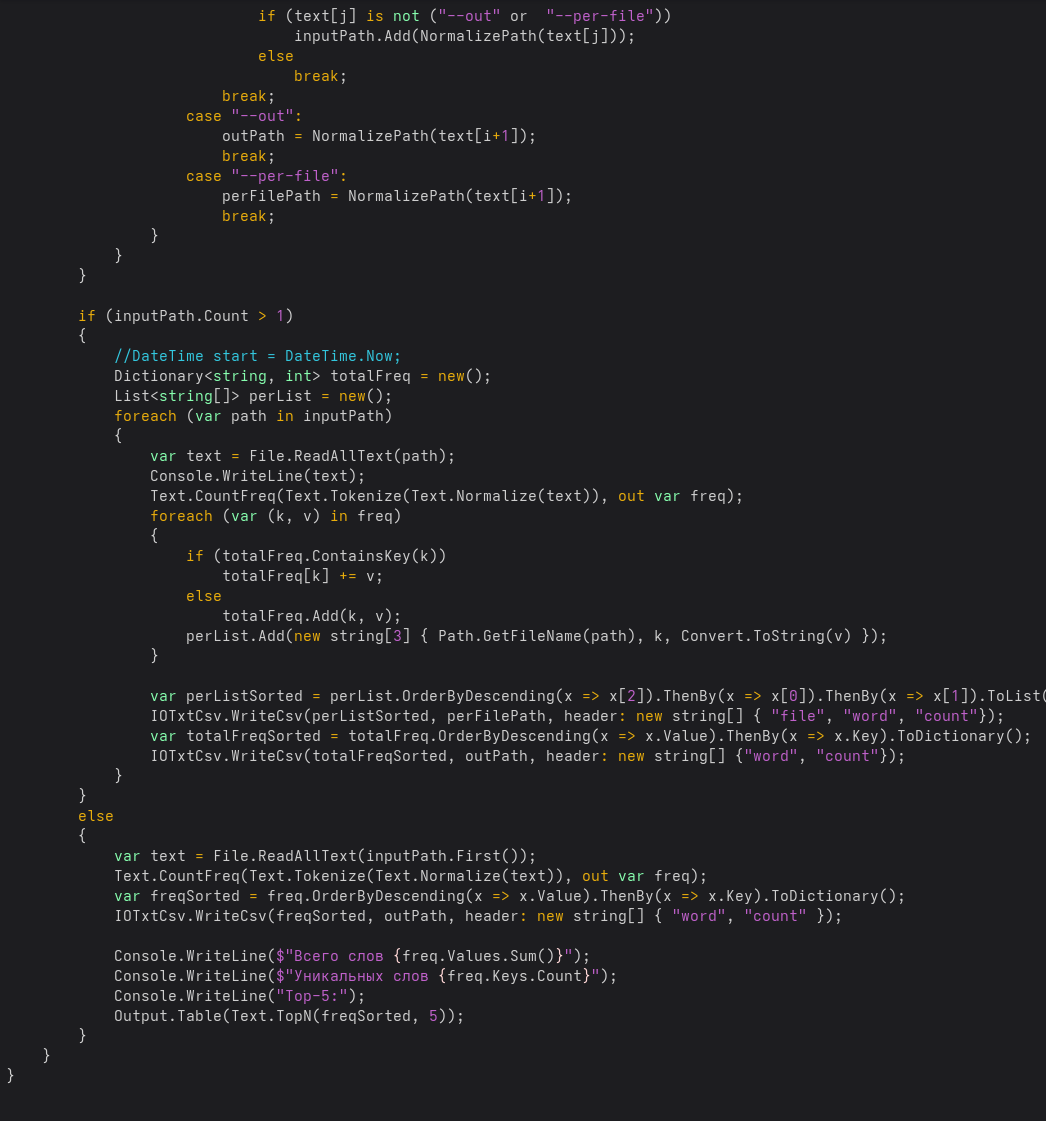 if (text[j] is not ("--out" or  "--per-file"))
inputPath.Add(NormalizePath(text[j]));
else
break;
break;
case "--out":
outPath = NormalizePath(text[i+1]);
break;
case "--per-file":
perFilePath = NormalizePath(text[i+1]);
break;
}
}
}
if (inputPath.Count > 1)
{
//DateTime start = DateTime.Now;
Dictionary<string, int> totalFreq = new();
List<string[]> perList = new();
foreach (var path in inputPath)
{
var text = File.ReadAllText(path);
Console.WriteLine(text);
Text.CountFreq(Text.Tokenize(Text.Normalize(text)), out var freq);
foreach (var (k, v) in freq)
{
if (totalFreq.ContainsKey(k))
totalFreq[k] += v;
else
totalFreq.Add(k, v);
perList.Add(new string[3] { Path.GetFileName(path), k, Convert.ToString(v) });
}
var perListSorted = perList.OrderByDescending(x => x[2]).ThenBy(x => x[0]).ThenBy(x => x[1]).ToList(
IOTxtCsv.WriteCsv(perListSorted, perFilePath, header: new string[] { "file", "word", "count"});
var totalFreqSorted = totalFreq.OrderByDescending(x => x.Value).ThenBy(x => x.Key).ToDictionary();
IOTxtCsv.WriteCsv(totalFreqSorted, outPath, header: new string[] {"word", "count"});
}
}
else
{
var text = File.ReadAllText(inputPath.First());
Text.CountFreq(Text.Tokenize(Text.Normalize(text)), out var freq);
var freqSorted = freq.OrderByDescending(x => x.Value).ThenBy(x => x.Key).ToDictionary();
IOTxtCsv.WriteCsv(freqSorted, outPath, header: new string[] { "word", "count" });
Console.WriteLine($"Всего слов {freq.Values.Sum()}");
Console.WriteLine($"Уникальных слов {freq.Keys.Count}");
Console.WriteLine("Top-5:");
Output.Table(Text.TopN(freqSorted, 5));
}
}
}